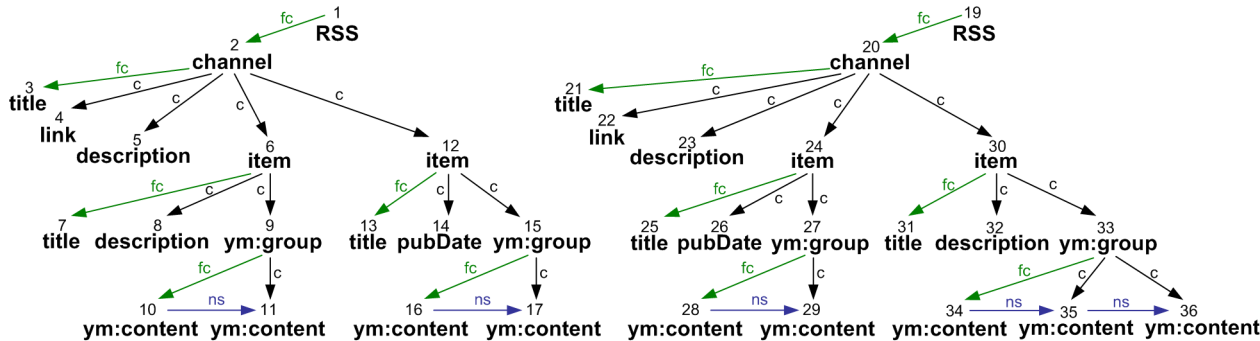 fc 1 fc 19
RSS RSS
2 20
channel channel
fc c c c c fc c c c c
3 21
title title
4 22
link link
5 23
description description
6 12 24 30
item item item item
fc c c fc c c fc c c fc c c
7 8 9 13 14 15 25 26 27 31 32 33
title description ym:group title pubDate ym:group title pubDate ym:group title description ym:group
fc c fc c fc c fc c c
10 ns 11 16 ns 17 28 ns 29 34 ns 35 ns 36
ym:content ym:content ym:content ym:content ym:content ym:content ym:content ym:content ym:content